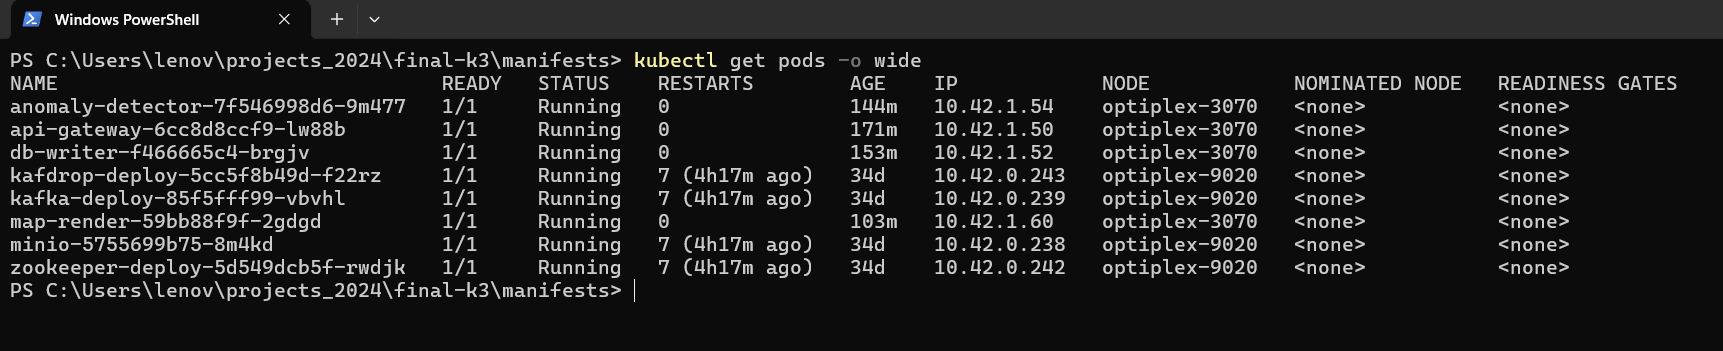 Windows PowerShell
PS C:\Users\lenov\projects_2024\final-k3\manifests> kubectl get pods -o wide
NAME READY STATUS RESTARTS AGE IP NODE NOMINATED NODE READINESS GATES
anomaly-detector-7f546998d6-9m477 1/1 Running 0 144m 10.42.1.54 optiplex-3070 <none> <none>
api-gateway-6cc8d8ccf9-lw88b 1/1 Running 0 171m 10.42.1.50 optiplex-3070 <none> <none>
db-writer-f466665c4-brgjv 1/1 Running 0 153m 10.42.1.52 optiplex-3070 <none> <none>
kafdrop-deploy-5cc5f8b49d-f22rz 1/1 Running 7 (4h17m ago) 34d 10.42.0.243 optiplex-9020 <none> <none>
kafka-deploy-85f5fff99-vbvhl 1/1 Running 7 (4h17m ago) 34d 10.42.0.239 optiplex-9020 <none> <none>
map-render-59bb88f9f-2gdgd 1/1 Running 0 103m 10.42.1.60 optiplex-3070 <none> <none>
minio-5755699b75-8m4kd 1/1 Running 7 (4h17m ago) 34d 10.42.0.238 optiplex-9020 <none> <none>
zookeeper-deploy-5d549dcb5f-rwdjk 1/1 Running 7 (4h17m ago) 34d 10.42.0.242 optiplex-9020 <none> <none>
PS C:\Users\lenov\projects_2024\final-k3\manifests>